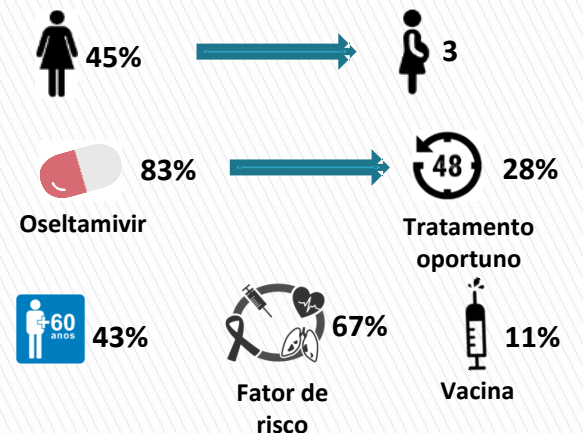 45%
3
83%
48
28%
Oseltamivir
Tratamento
oportuno
+60
anos
43%
67%
11%
Fator de
risco
Vacina